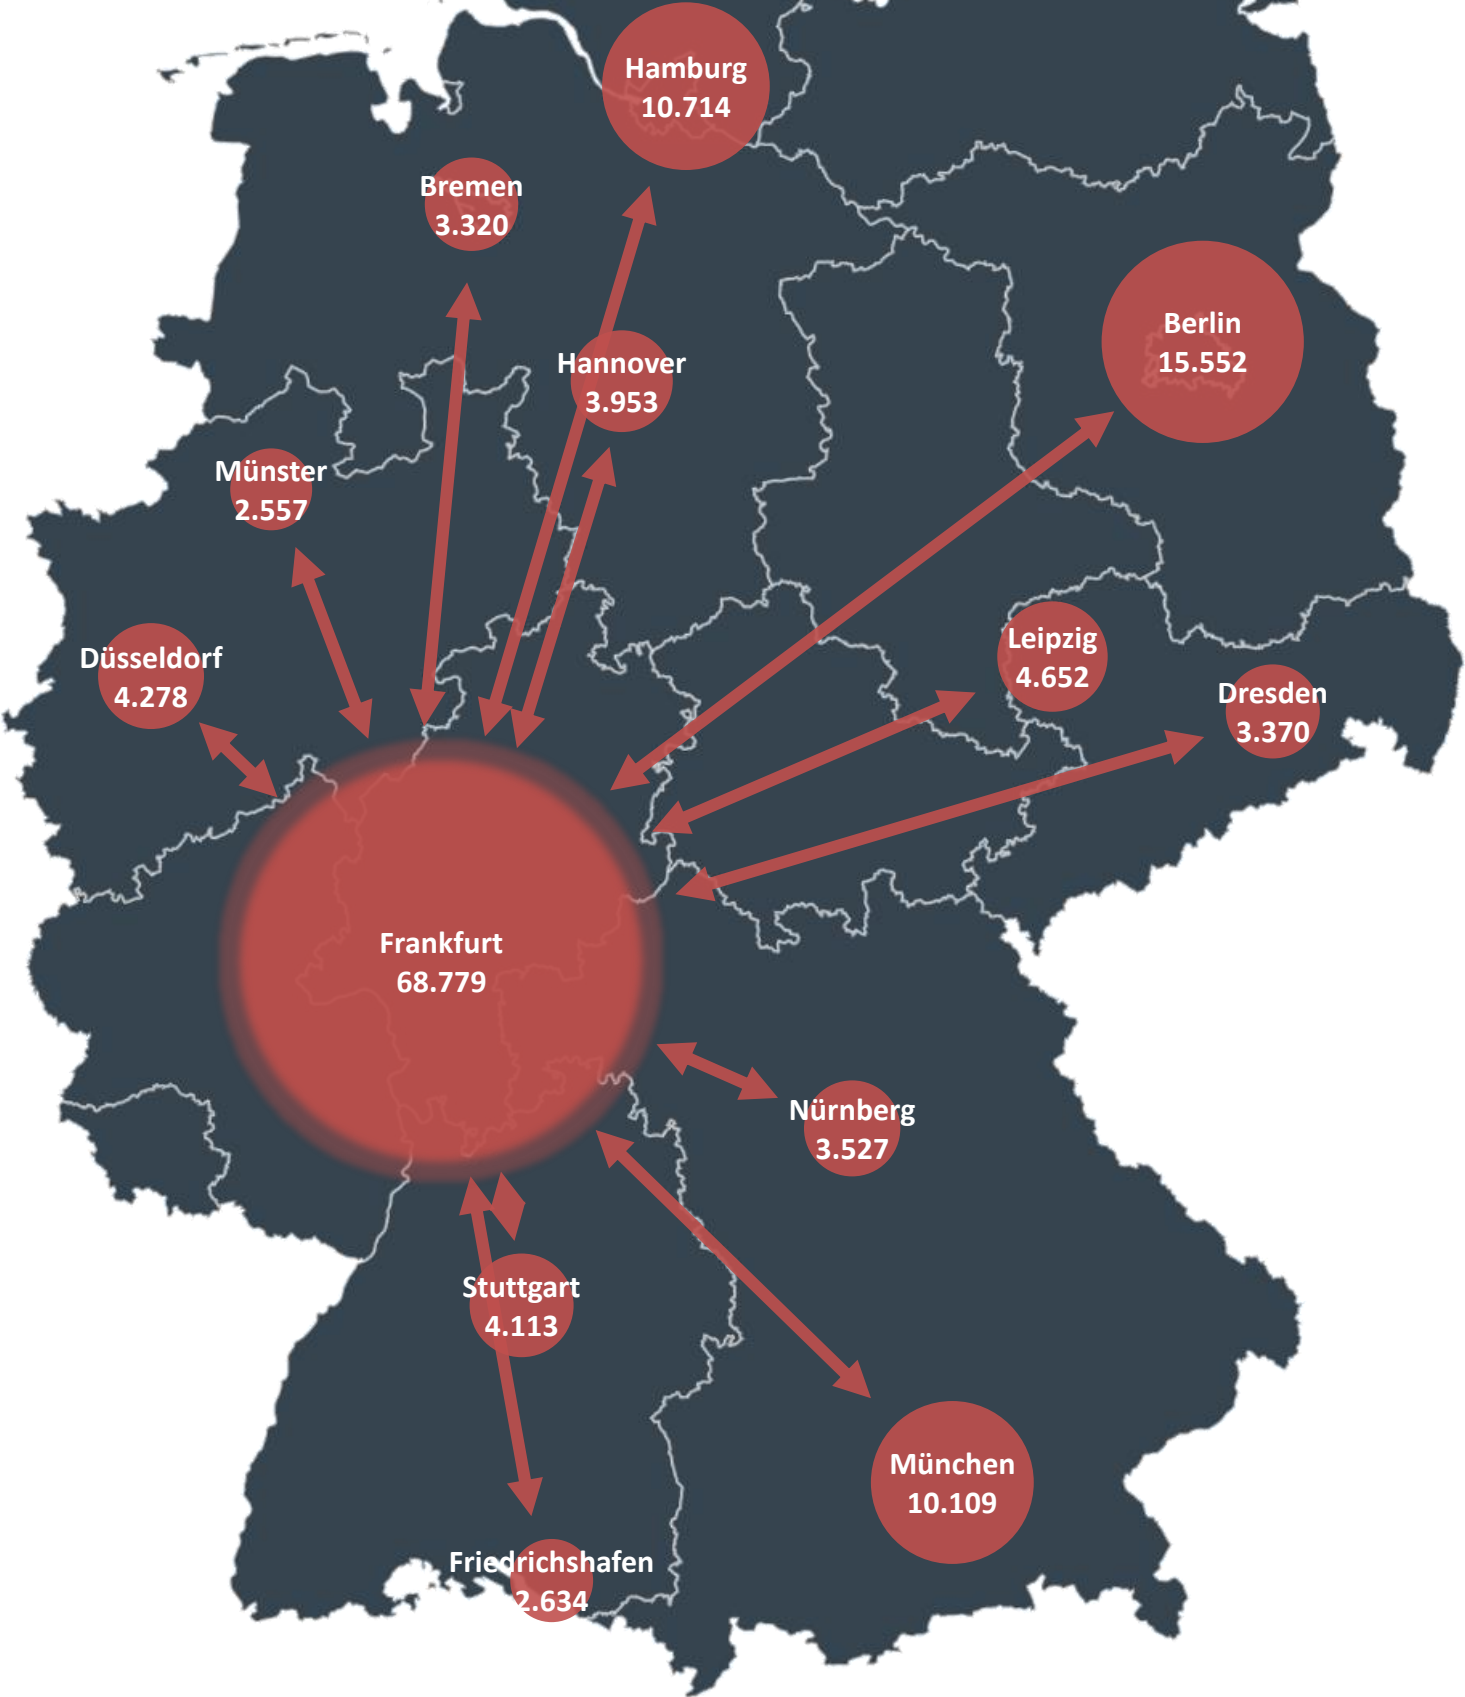 Hamburg
10.714
Bremen
3.320
Berlin
15.552
Hannover
3.953
Münster
2.557
Leipzig
4.652
Düsseldorf
4.278
Dresden
3.370
Frankfurt
68.779
Nürnberg
3.527
Stuttgart
4.113
München
10.109
Friedrichshafen
2.634